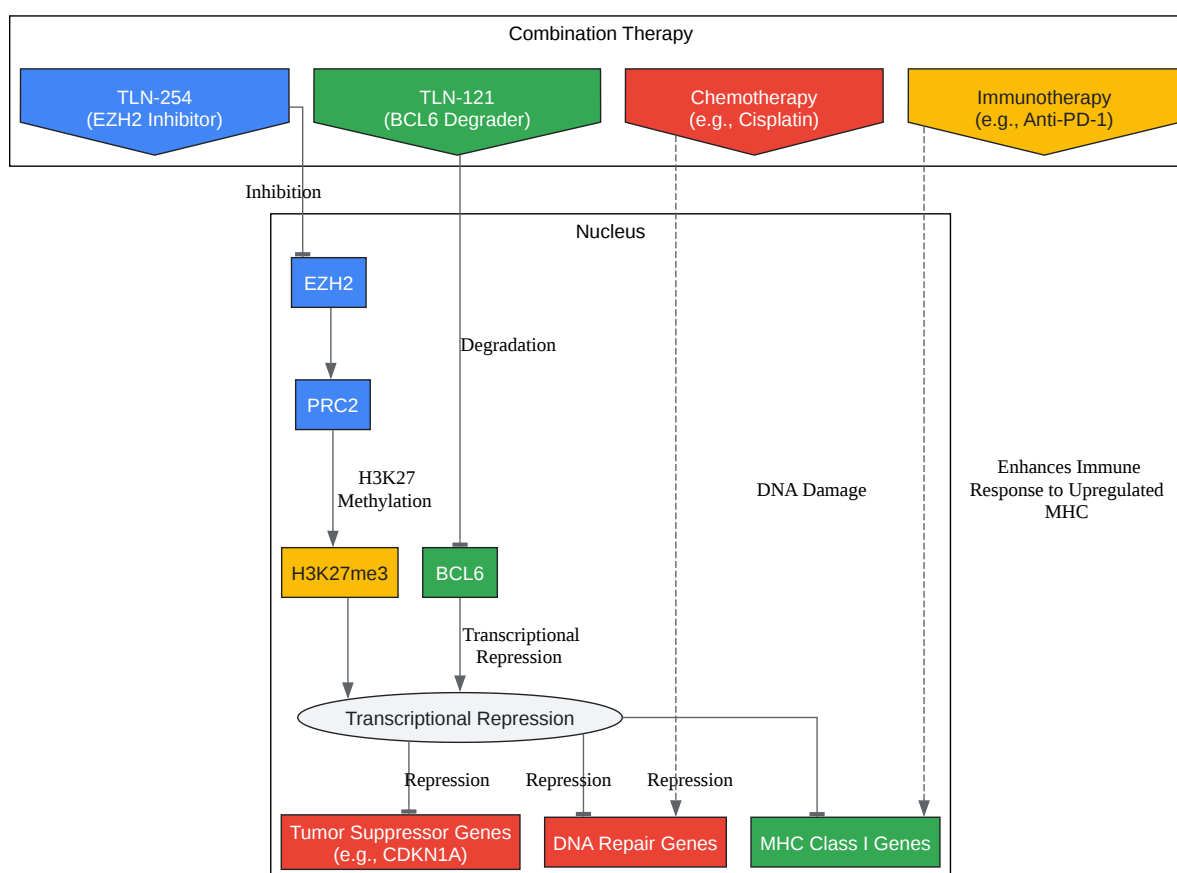 Combination Therapy
TLN-254
(EZH2 Inhibitor)
TLN-121
(BCL6 Degrader)
Chemotherapy
(e.g., Cisplatin)
Immunotherapy
(e.g., Anti-PD-1)
Inhibition
Nucleus
EZH2
Degradation
PRC2
H3K27
Methylation
DNA Damage
Enhances Immune
Response to Upregulated
MHC
H3K27me3
BCL6
Transcriptional
Repression
Transcriptional Repression
Repression
Repression
Repression
Tumor Suppressor Genes
(e.g., CDKN1A)
DNA Repair Genes
MHC Class I Genes